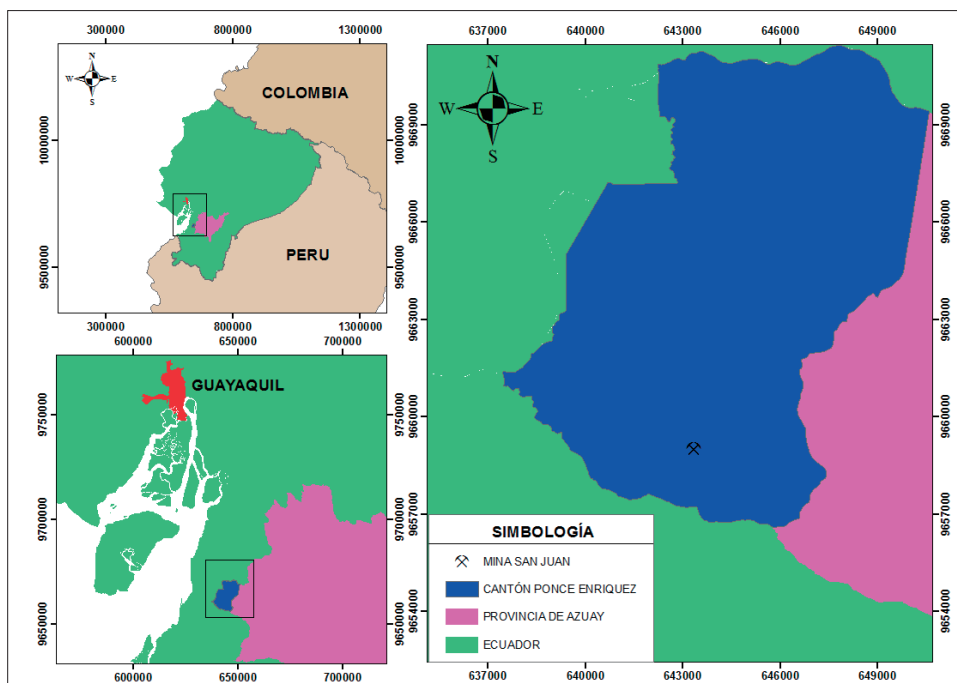 300000 800000 1300000
N
W E
S
COLOMBIA
PERU
10000000
9500000
10000000
9500000
300000 800000 1300000
600000 650000 700000
GUAYAQUIL
9750000
9700000
9650000
9750000
9700000
9650000
600000 650000 700000
637000 640000 643000 646000 649000
N
W E
S
9669000
9666000
9663000
9660000
9657000
9654000
9669000
9666000
9663000
9660000
9657000
9654000
SIMBOLOGÍA
MINA SAN JUAN
CANTÓN PONCE ENRIQUEZ
PROVINCIA DE AZUAY
ECUADOR
637000 640000 643000 646000 649000